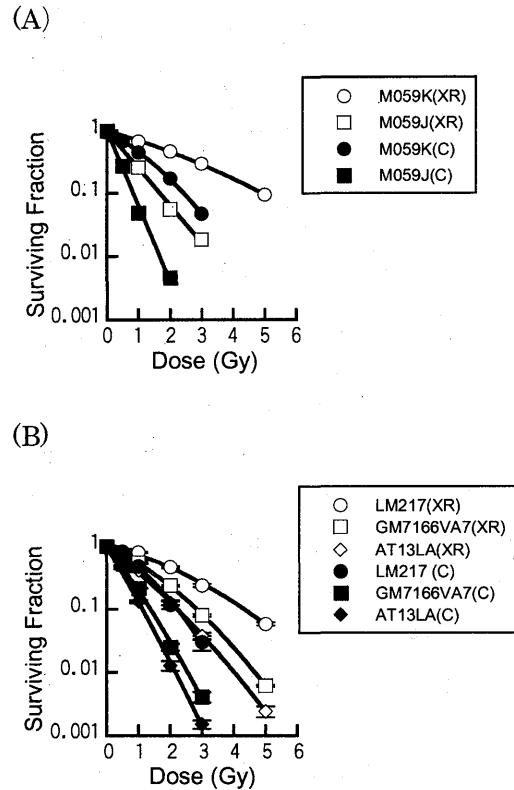 (A)
M059K(XR)
M059J(XR)
M059K(C)
M059J(C)
Surviving Fraction
1
0.1
0.01
0.001
0 1 2 3 4 5 6
Dose (Gy)
(B)
LM217(XR)
GM7166VA7(XR)
AT13LA(XR)
LM217 (C)
GM7166VA7(C)
AT13LA(C)
Surviving Fraction
1
0.1
0.01
0.001
0 1 2 3 4 5 6
Dose (Gy)